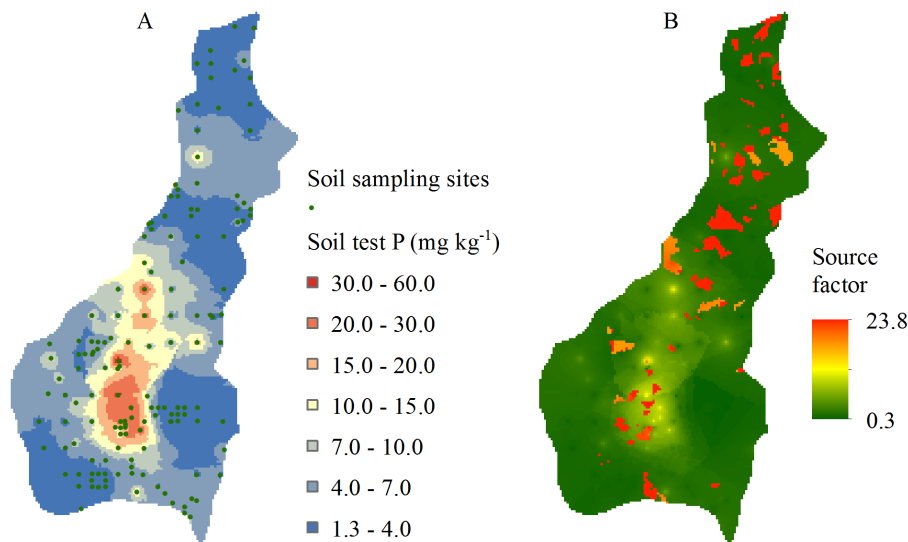 A
B
Soil sampling sites
Soil test P (mg kg⁻¹)
30.0 - 60.0
20.0 - 30.0
15.0 - 20.0
10.0 - 15.0
7.0 - 10.0
4.0 - 7.0
1.3 - 4.0
Source
factor
23.8
0.3